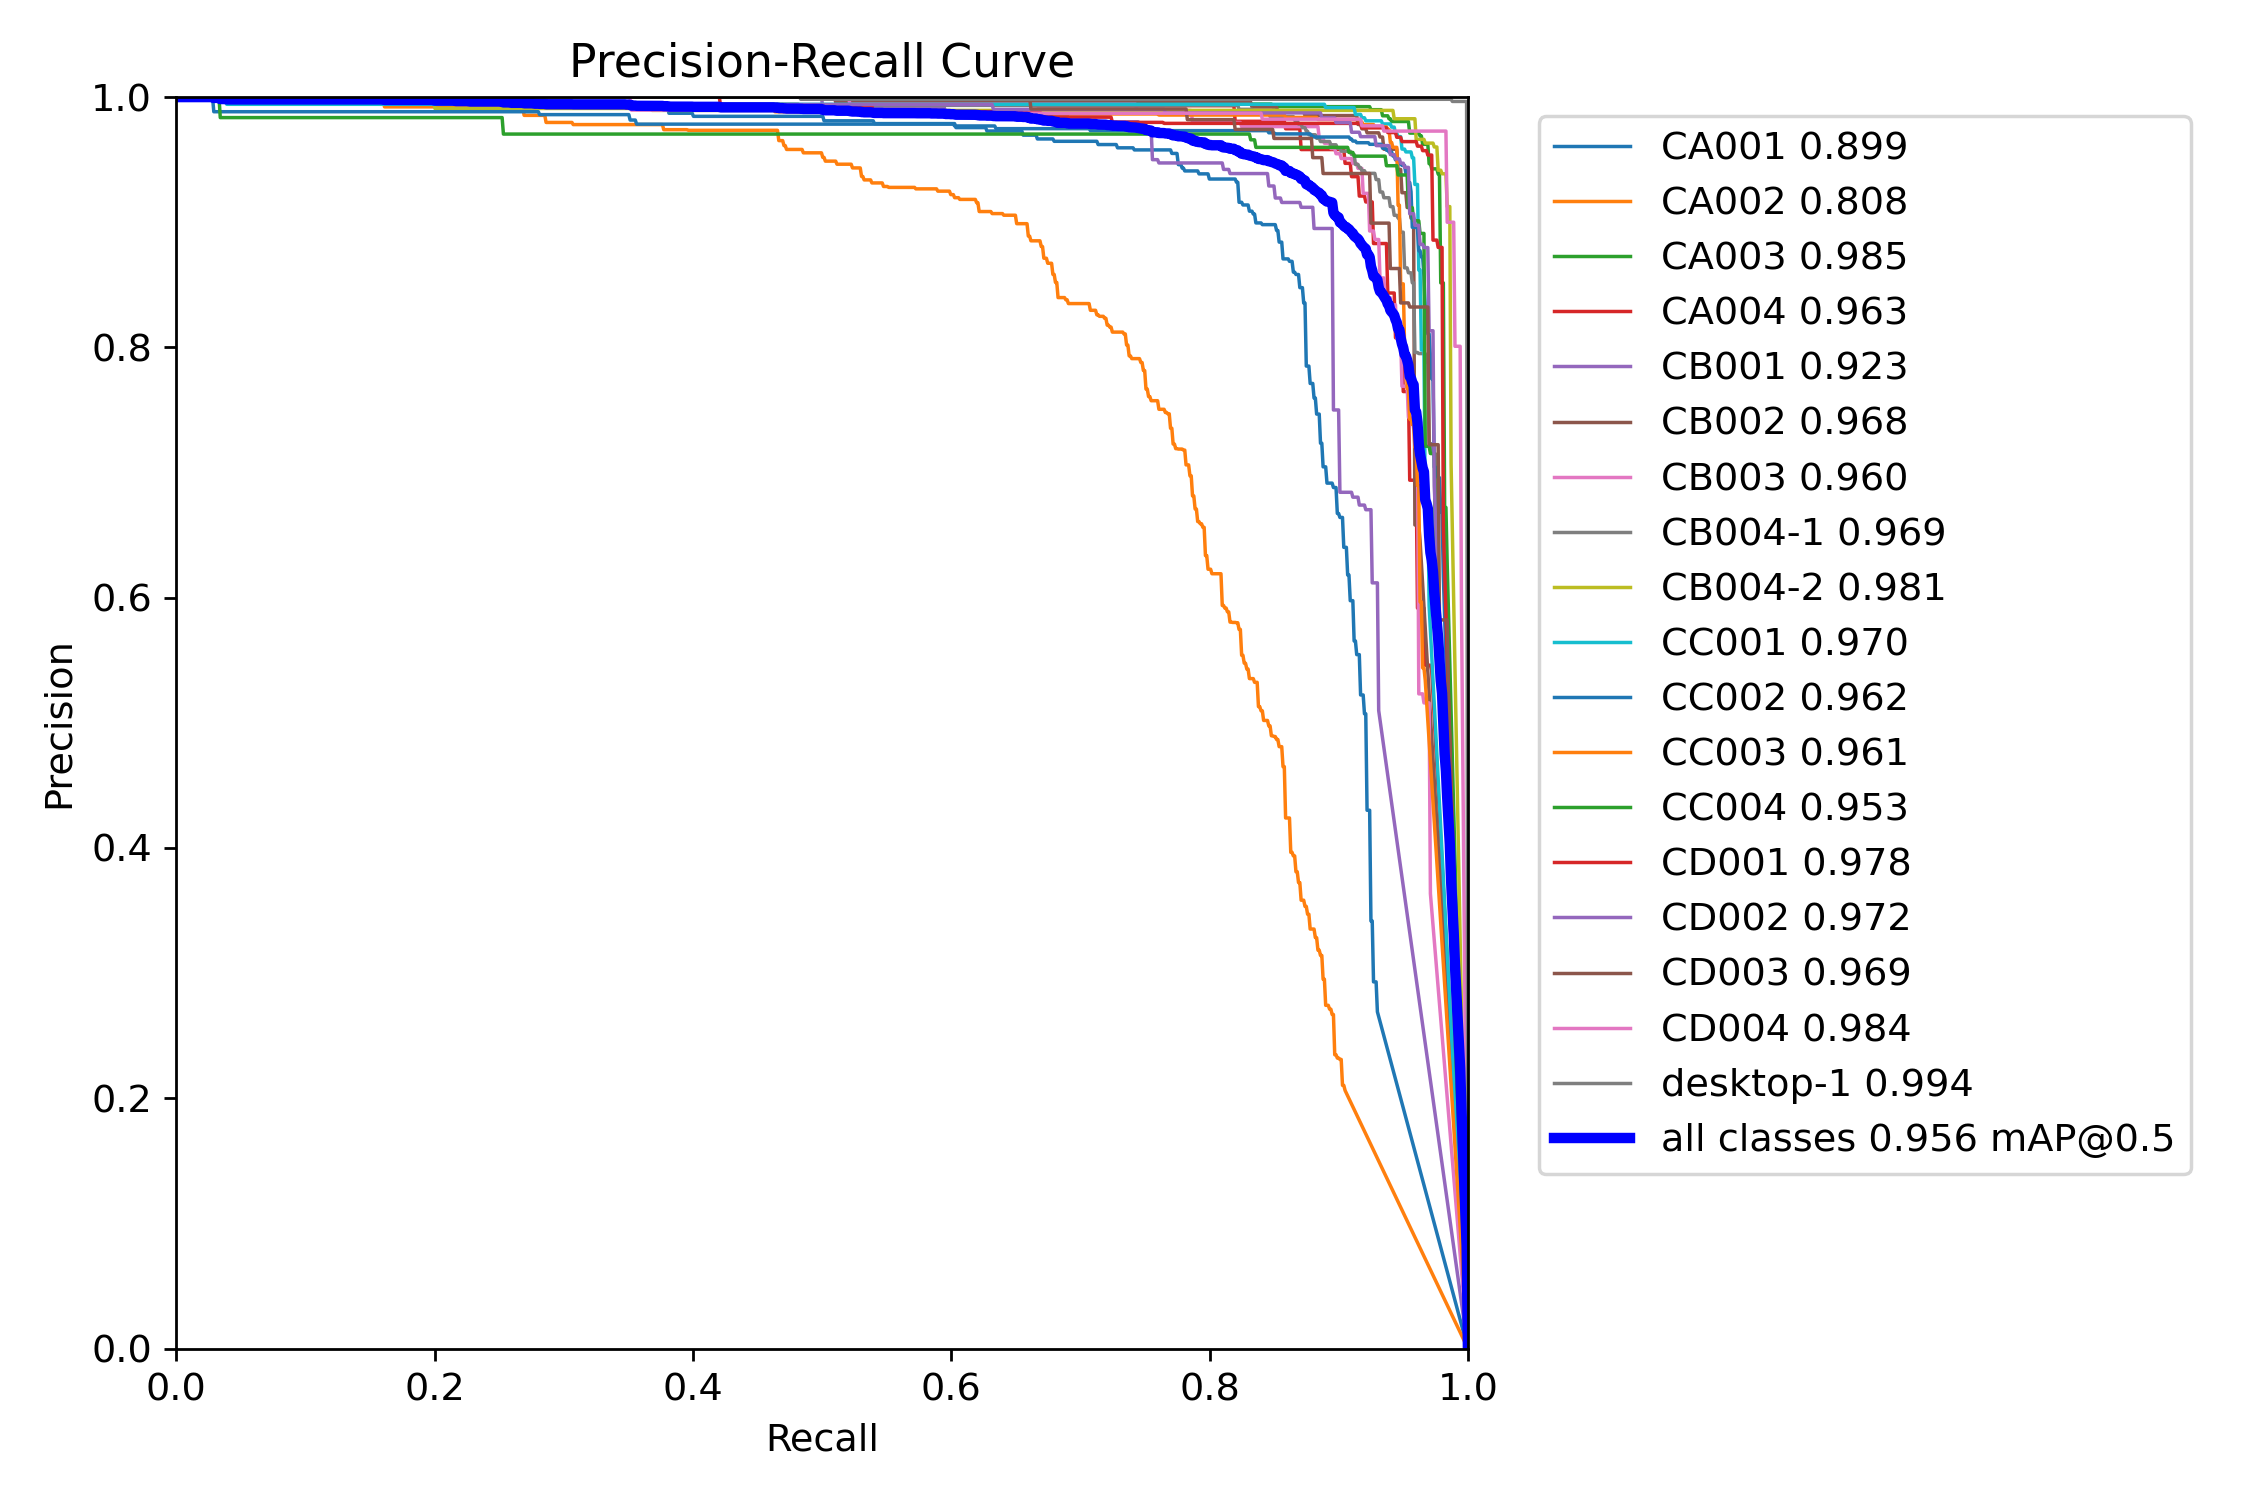 Precision-Recall Curve
1.0
0.8
0.6
0.4
0.2
0.0
Precision
0.0 0.2 0.4 0.6 0.8 1.0
Recall
CA001 0.899
CA002 0.808
CA003 0.985
CA004 0.963
CB001 0.923
CB002 0.968
CB003 0.960
CB004-1 0.969
CB004-2 0.981
CC001 0.970
CC002 0.962
CC003 0.961
CC004 0.953
CD001 0.978
CD002 0.972
CD003 0.969
CD004 0.984
desktop-1 0.994
all classes 0.956 mAP@0.5